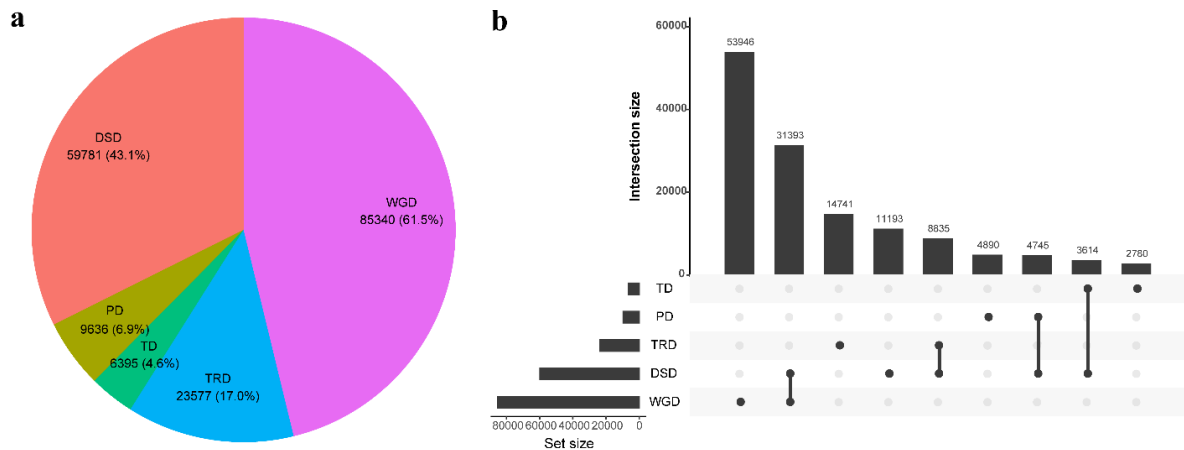 a
DSD
59781 (43.1%)
WGD
85340 (61.5%)
PD
9636 (6.9%)
TD
6395 (4.6%)
TRD
23577 (17.0%)
b
Intersection size
60000
40000
20000
0
53946
31393
14741
11193
8835
4890
4745
3614
2780
TD
PD
TRD
DSD
WGD
80000 60000 40000 20000 0
Set size